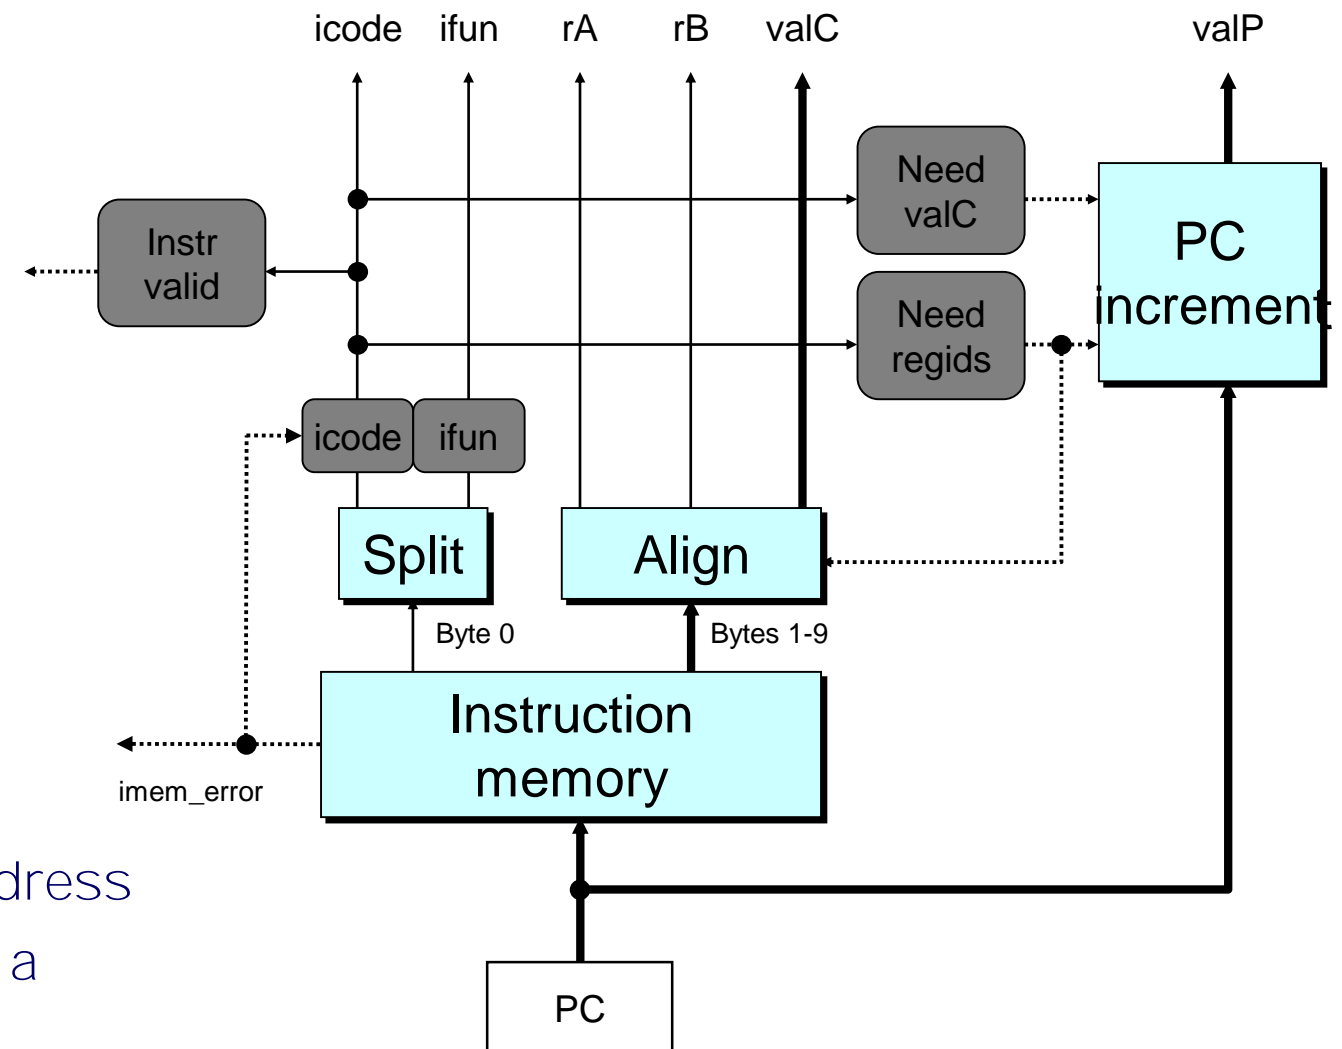 icode ifun rA rB valC valP
Need
valC
PC
increment
Instr
valid
Need
regids
icode ifun
Split
Align
Byte 0
Bytes 1-9
Instruction
memory
imem_error
dress
a
PC